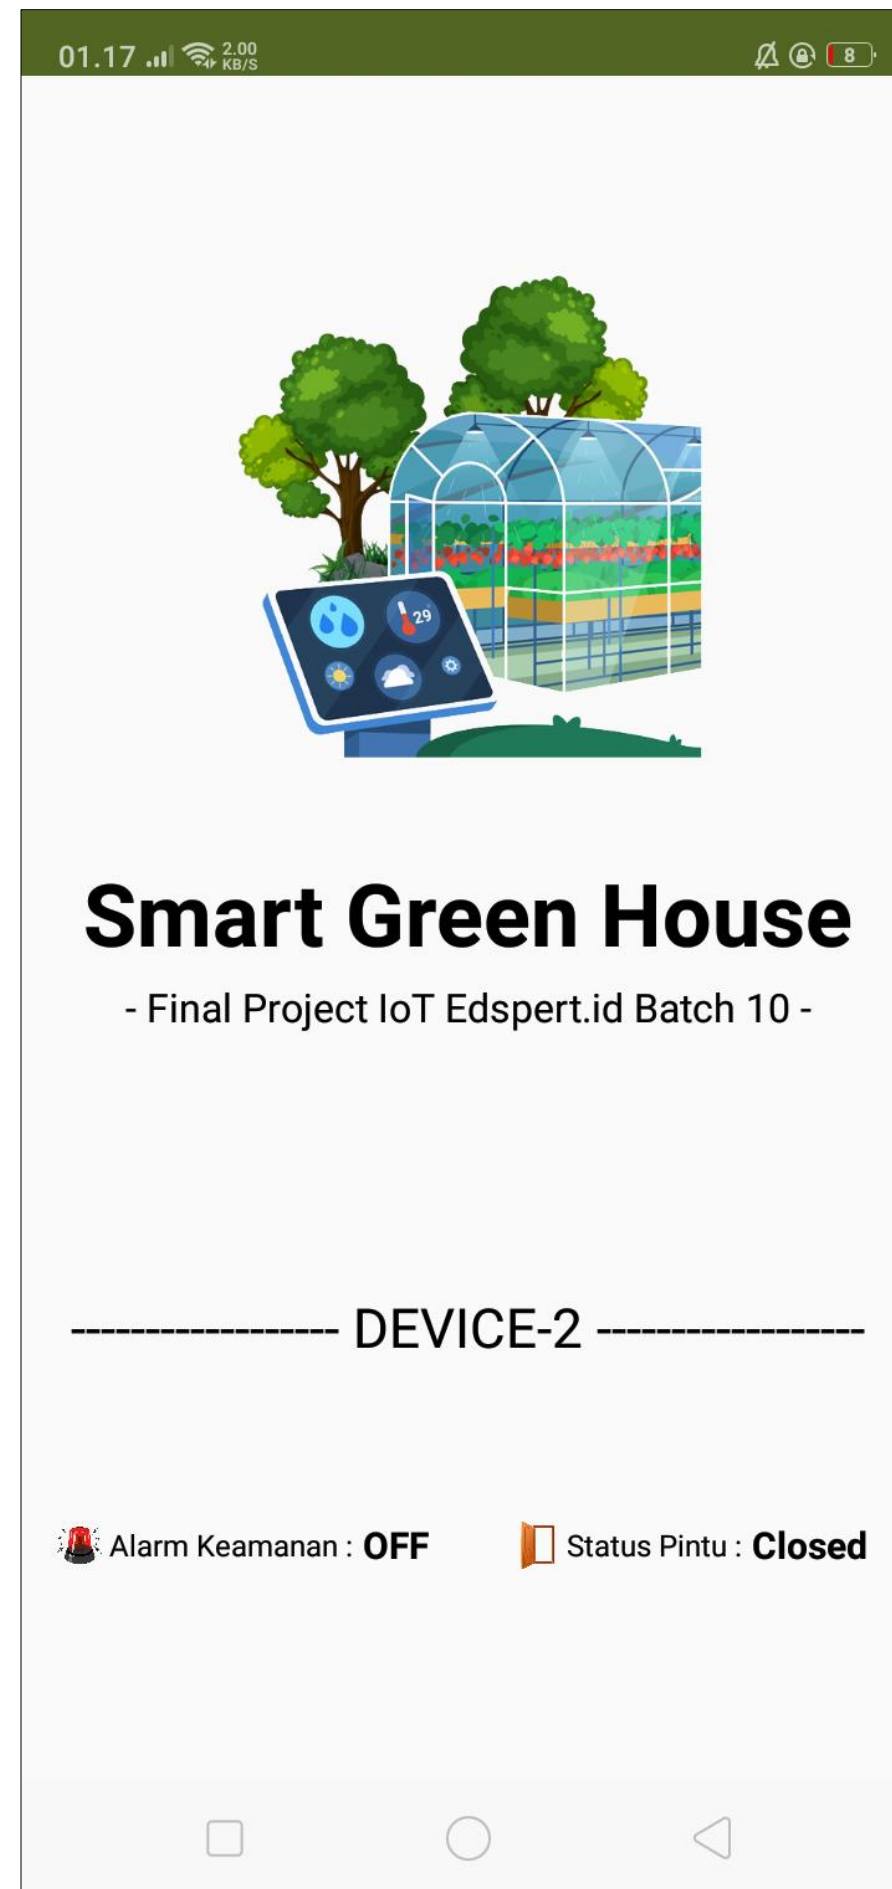 01.17 2.00 KB/S 8
29
Smart Green House
- Final Project IoT Edspert.id Batch 10 -
------------------ DEVICE-2 ------------------
Alarm Keamanan : OFF Status Pintu : Closed